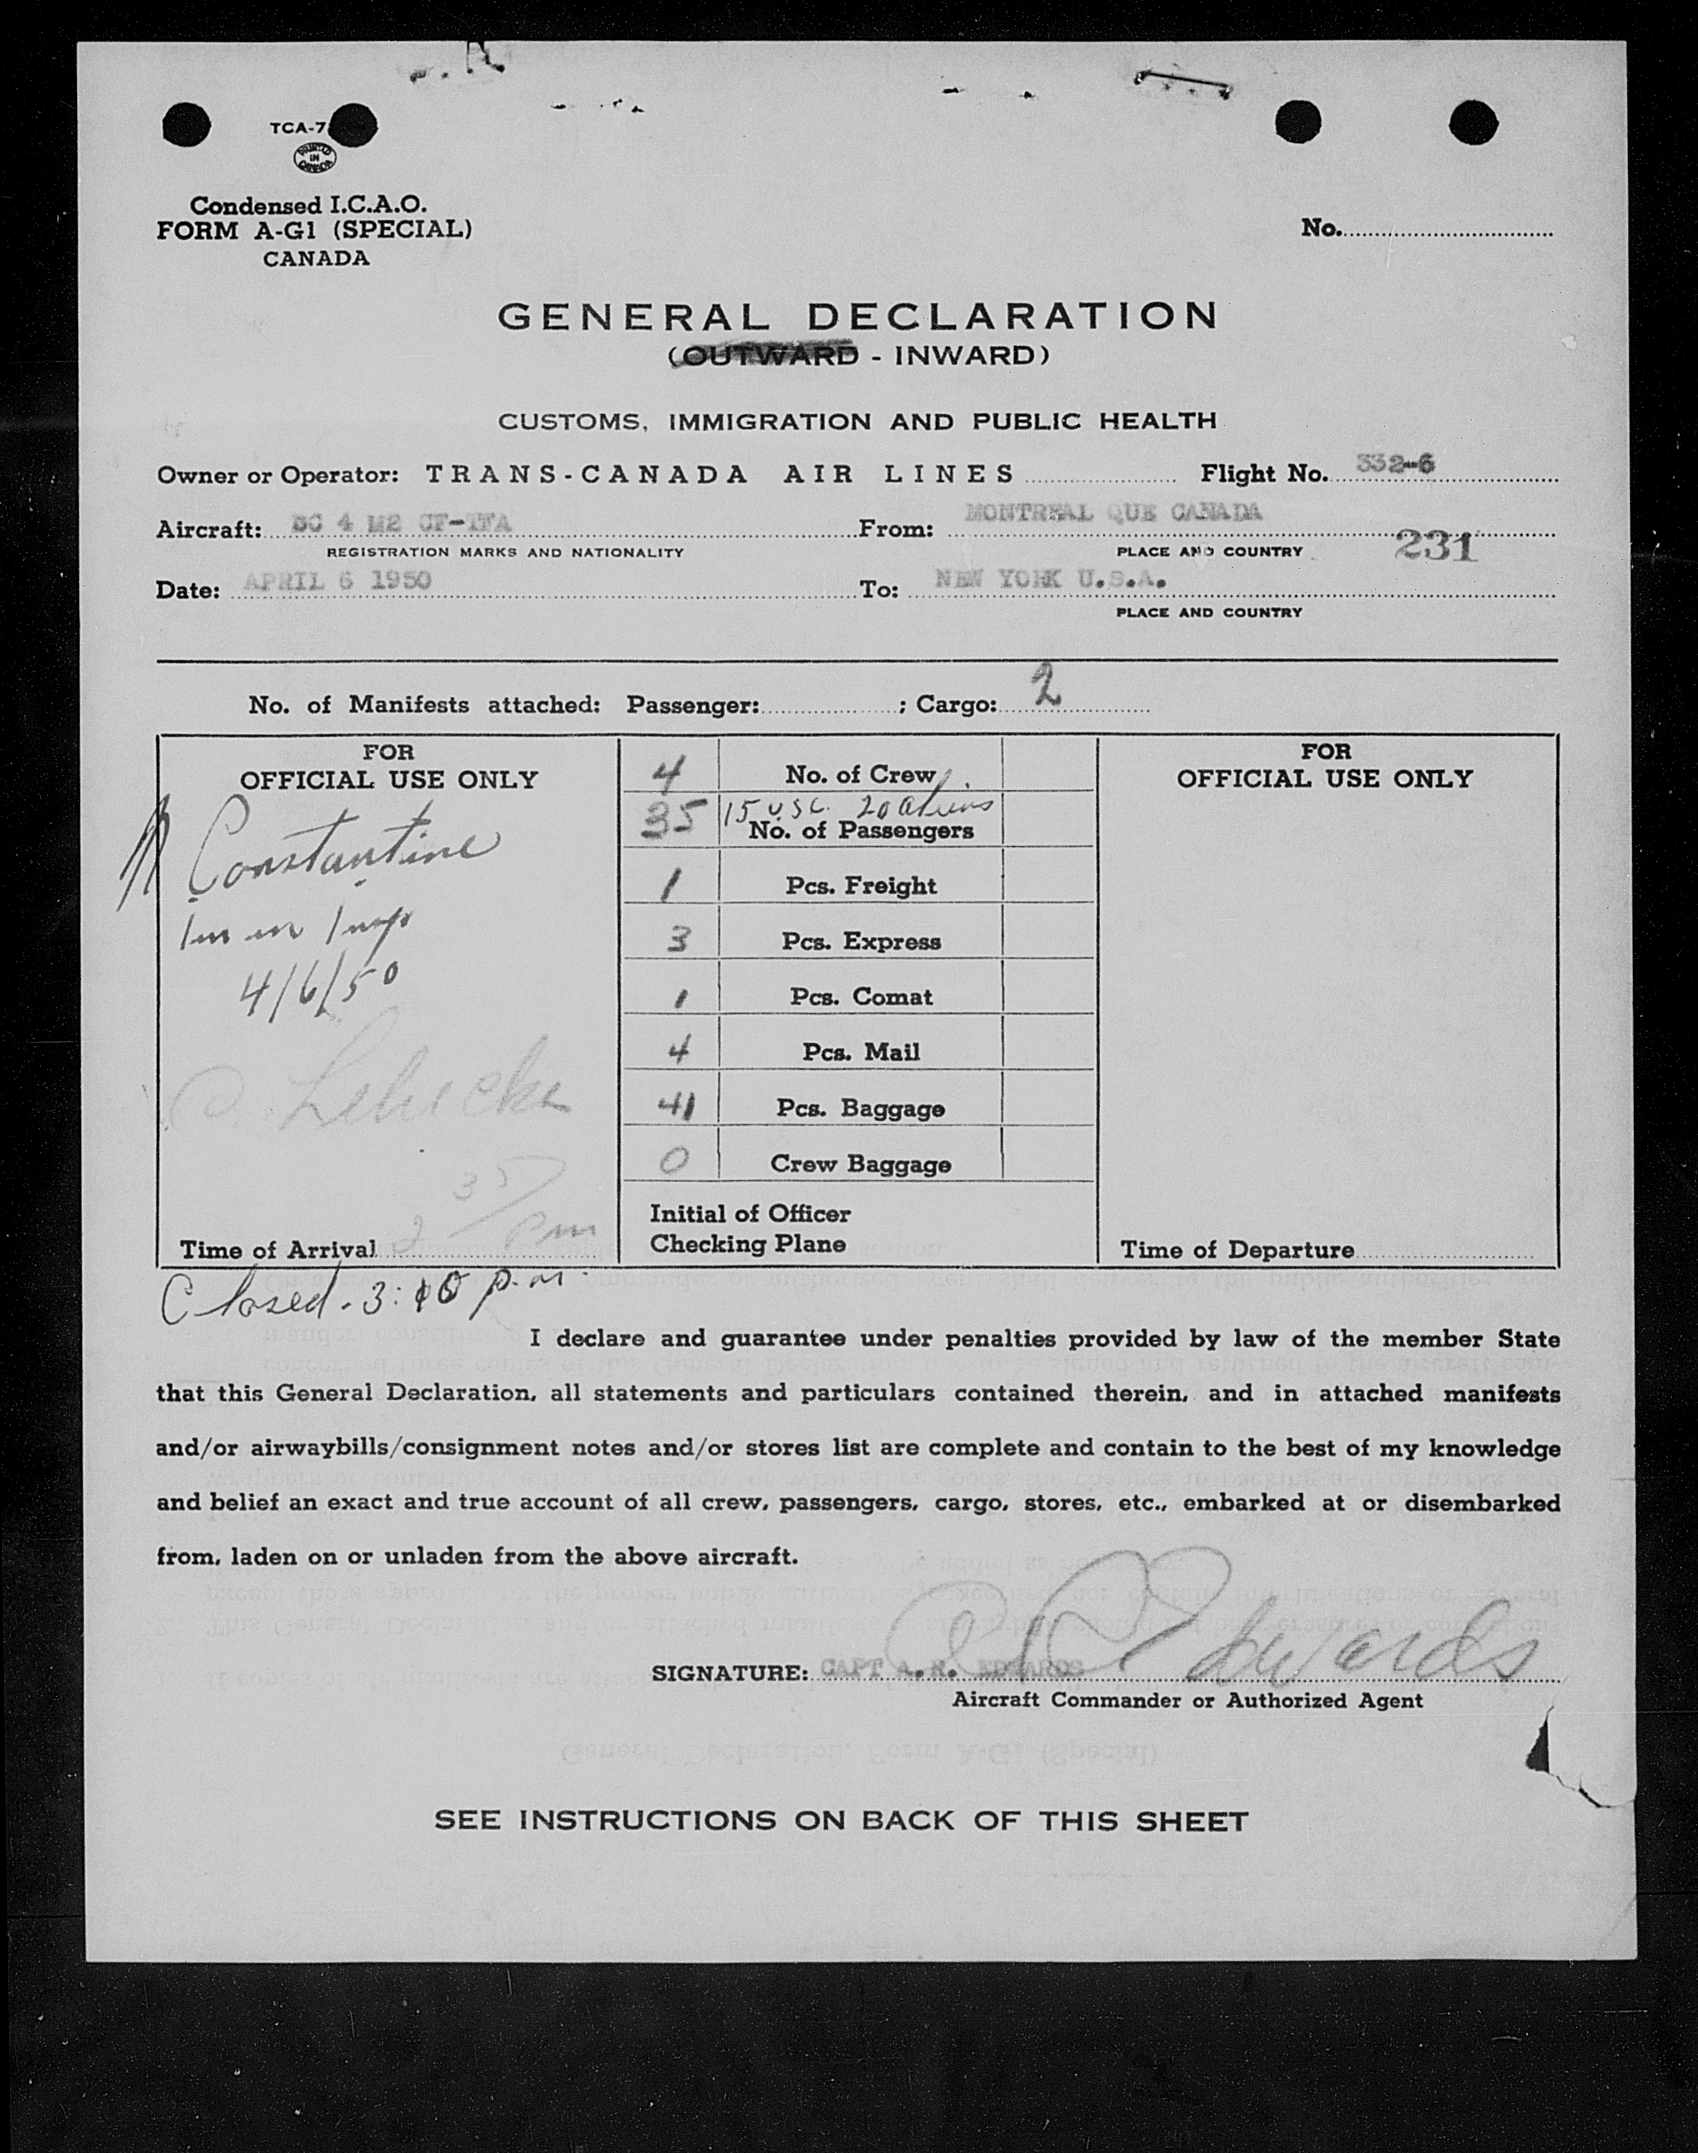 TCA-7
PRINTED IN CANADA
Condensed I.C.A.O.
FORM A-G1 (SPECIAL)
CANADA
No.
GENERAL DECLARATION
(OUTWARD - INWARD)
CUSTOMS, IMMIGRATION AND PUBLIC HEALTH
Owner or Operator: TRANS-CANADA AIR LINES Flight No. 332-6
Aircraft: DC 4 M2 CF-TFA From: MONTREAL QUE CANADA
REGISTRATION MARKS AND NATIONALITY PLACE AND COUNTRY 231
Date: APRIL 6 1950 To: NEW YORK U.S.A.
PLACE AND COUNTRY
No. of Manifests attached: Passenger: ; Cargo: 2
FOR
OFFICIAL USE ONLY
Constantine
Imm Insp
4/6/50
2 35 pm
Time of Arrival
4 No. of Crew
15 USC. 20 Aliens
35 No. of Passengers
1 Pcs. Freight
3 Pcs. Express
1 Pcs. Comat
4 Pcs. Mail
41 Pcs. Baggage
0 Crew Baggage
Initial of Officer
Checking Plane
FOR
OFFICIAL USE ONLY
Time of Departure
Closed - 3:10 p.m.
I declare and guarantee under penalties provided by law of the member State
that this General Declaration, all statements and particulars contained therein, and in attached manifests
and/or airwaybills/consignment notes and/or stores list are complete and contain to the best of my knowledge
and belief an exact and true account of all crew, passengers, cargo, stores, etc., embarked at or disembarked
from, laden on or unladen from the above aircraft.
SIGNATURE: CAPT A. R. EDWARDS A R Edwards
Aircraft Commander or Authorized Agent
SEE INSTRUCTIONS ON BACK OF THIS SHEET